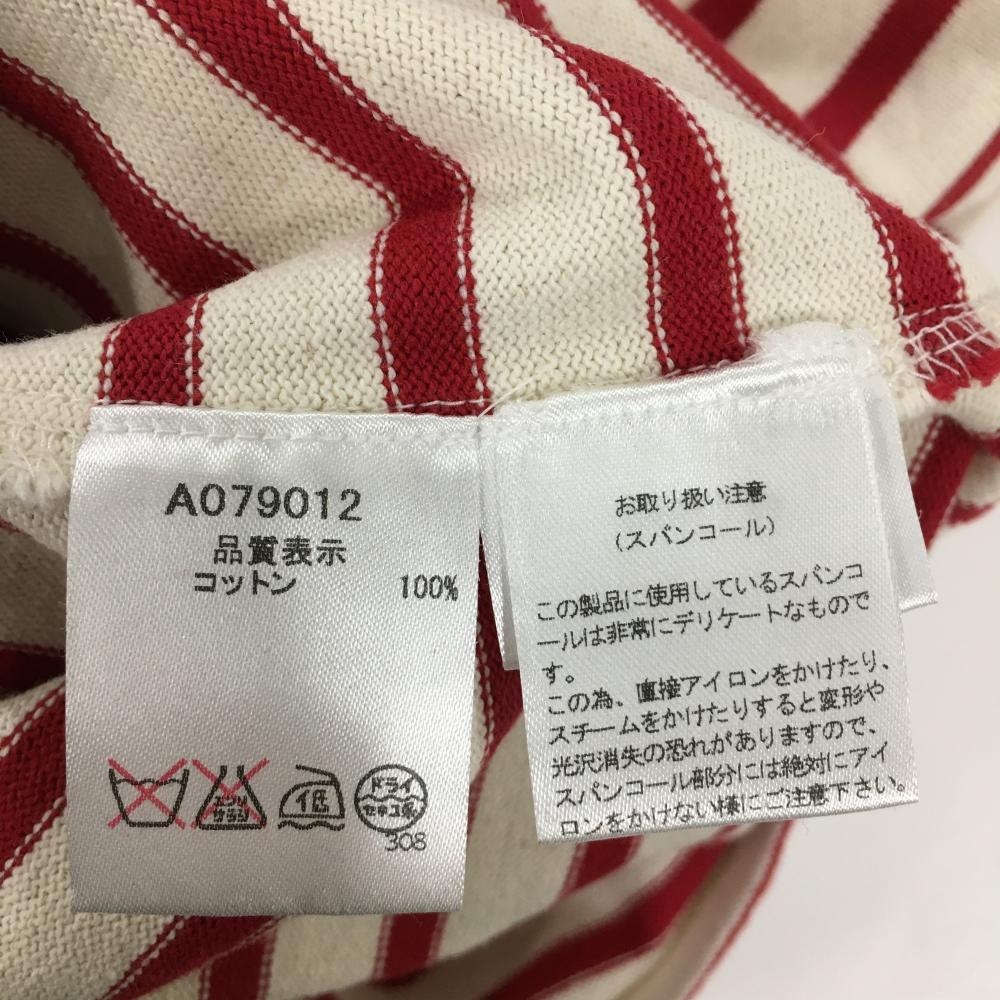 A079012
品質表示
コットン 100%
エンソ
サラシ
低
ドライ
セキユ系
308
お取り扱い注意
(スパンコール)
この製品に使用しているスパンコ
ールは非常にデリケートなもので
す。
この為、直接アイロンをかけたり、
スチームをかけたりすると変形や
光沢消失の恐れがありますので、
スパンコール部分には絶対にアイ
ロンをかけない様にご注意下さい。